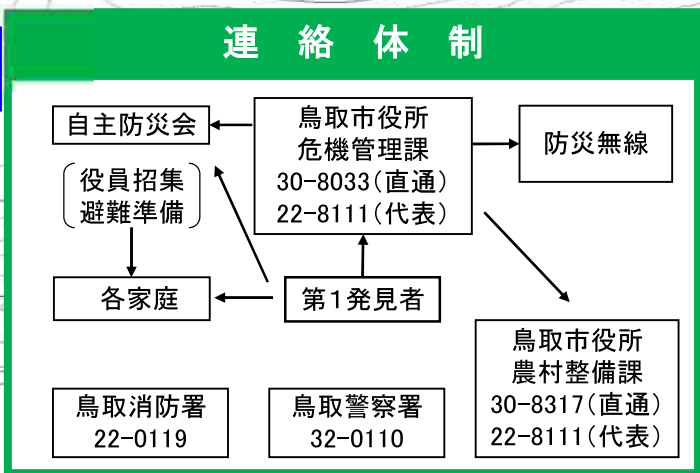 連絡体制
自主防災会
役員招集
避難準備
各家庭
鳥取市役所
危機管理課
30-8033(直通)
22-8111(代表)
防災無線
第1発見者
鳥取市役所
農村整備課
30-8317(直通)
22-8111(代表)
鳥取消防署
22-0119
鳥取警察署
32-0110